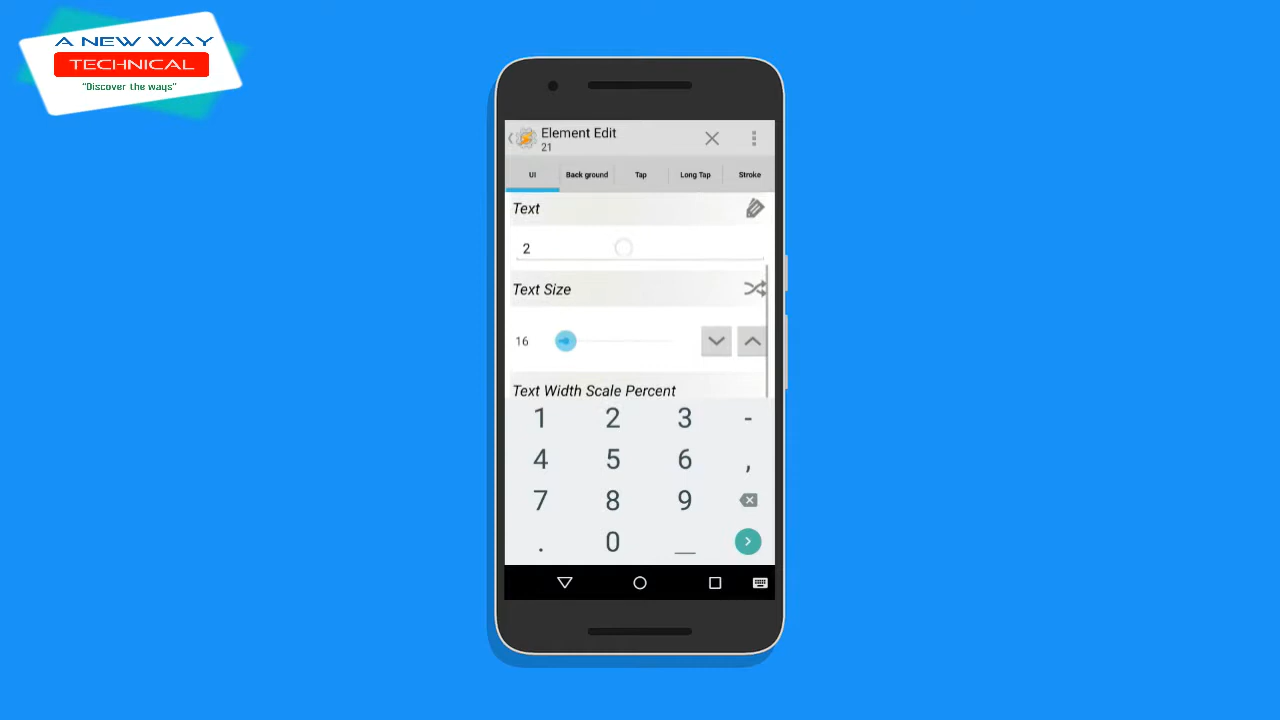 A NEW WAY
TECHNICAL
"Discover the ways"
Element Edit
21
UI
Back ground
Tap
Long Tap
Stroke
Text
2
Text Size
16
Text Width Scale Percent
1 2 3 -
4 5 6 ,
7 8 9
. 0 _